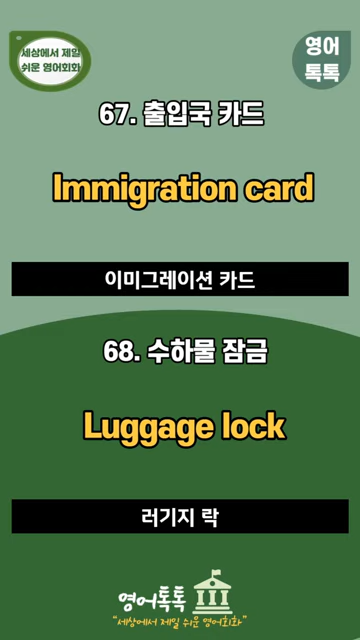 세상에서 제일
쉬운 영어회화
영어
톡톡
67. 출입국 카드
Immigration card
이미그레이션 카드
68. 수하물 잠금
Luggage lock
러기지 락
영어톡톡
"세상에서 제일 쉬운 영어회화"